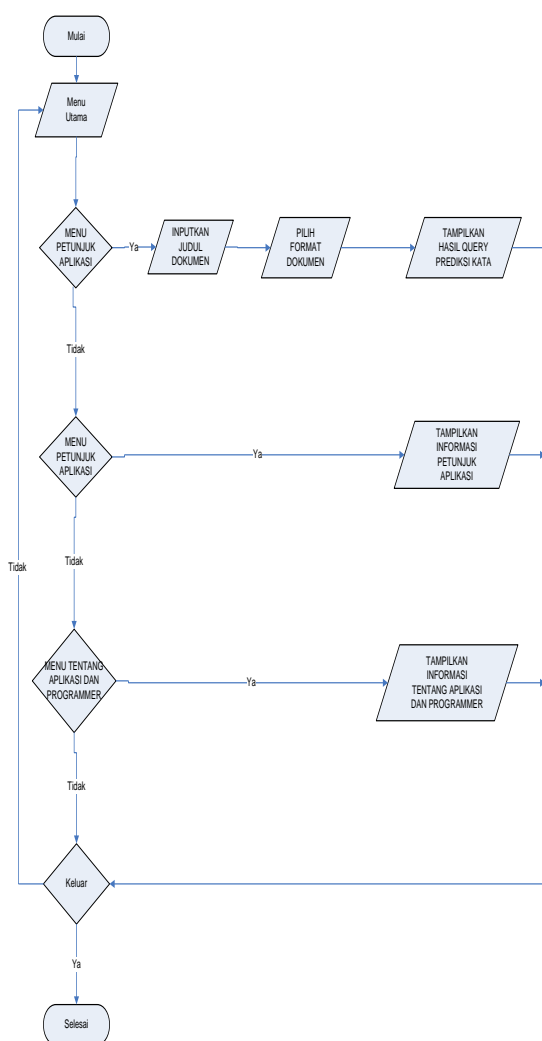 Mulai
Menu
Utama
MENU
PETUNJUK
APLIKASI
Ya
INPUTKAN
JUDUL
DOKUMEN
PILIH
FORMAT
DOKUMEN
TAMPILKAN
HASIL QUERY
PREDIKSI KATA
Tidak
MENU
PETUNJUK
APLIKASI
Ya
TAMPILKAN
INFORMASI
PETUNJUK
APLIKASI
Tidak
Tidak
MENU TENTANG
APLIKASI DAN
PROGRAMMER
Ya
TAMPILKAN
INFORMASI
TENTANG APLIKASI
DAN PROGRAMMER
Tidak
Keluar
Ya
Selesai